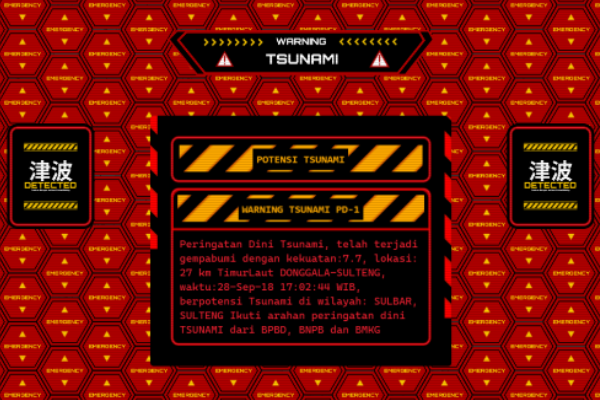 WARNING
TSUNAMI
津波
DETECTED
POTENSI TSUNAMI
WARNING TSUNAMI PD-1
Peringatan Dini Tsunami, telah terjadi
gempabumi dengan kekuatan:7.7, lokasi:
27 km TimurLaut DONGGALA-SULTENG,
waktu:28-Sep-18 17:02:44 WIB,
berpotensi Tsunami di wilayah: SULBAR,
SULTENG Ikuti arahan peringatan dini
TSUNAMI dari BPBD, BNPB dan BMKG
津波
DETECTED
EMERGENCY